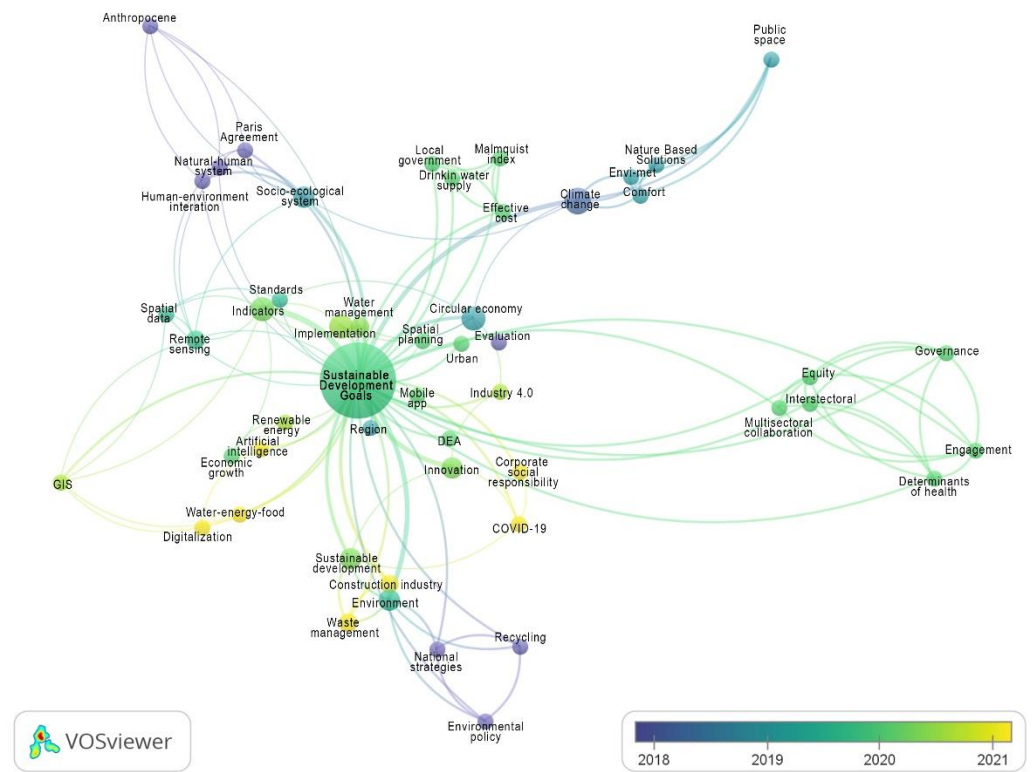 Anthropocene
Public
space
Paris
Agreement
Natural-human
system
Human-environment
interation
Socio-ecological
system
Local
government
Malmguist
index
Drinkin water
supply
Effective
cost
Nature Based
Solutions
Envi-met
Comfort
Climate
change
Standards
Indicators
Spatial
data
Remote
sensing
Water
management
Implementation
Circular economy
Spatial
planning
Evaluation
Urban
Sustainable
Development
Goals
Mobile
app
Industry 4.0
Governance
Equity
Interstectoral
Multisectoral
collaboration
Engagement
Determinants
of health
Renewable
energy
Region
Artificial
intelligence
Economic
growth
DEA
Innovation
Corporate
social
responsibility
GIS
Water-energy-food
Digitalization
COVID-19
Sustainable
development
Construction industry
Environment
Waste
management
National
strategies
Recycling
Environmental
policy
VOSviewer
2018 2019 2020 2021